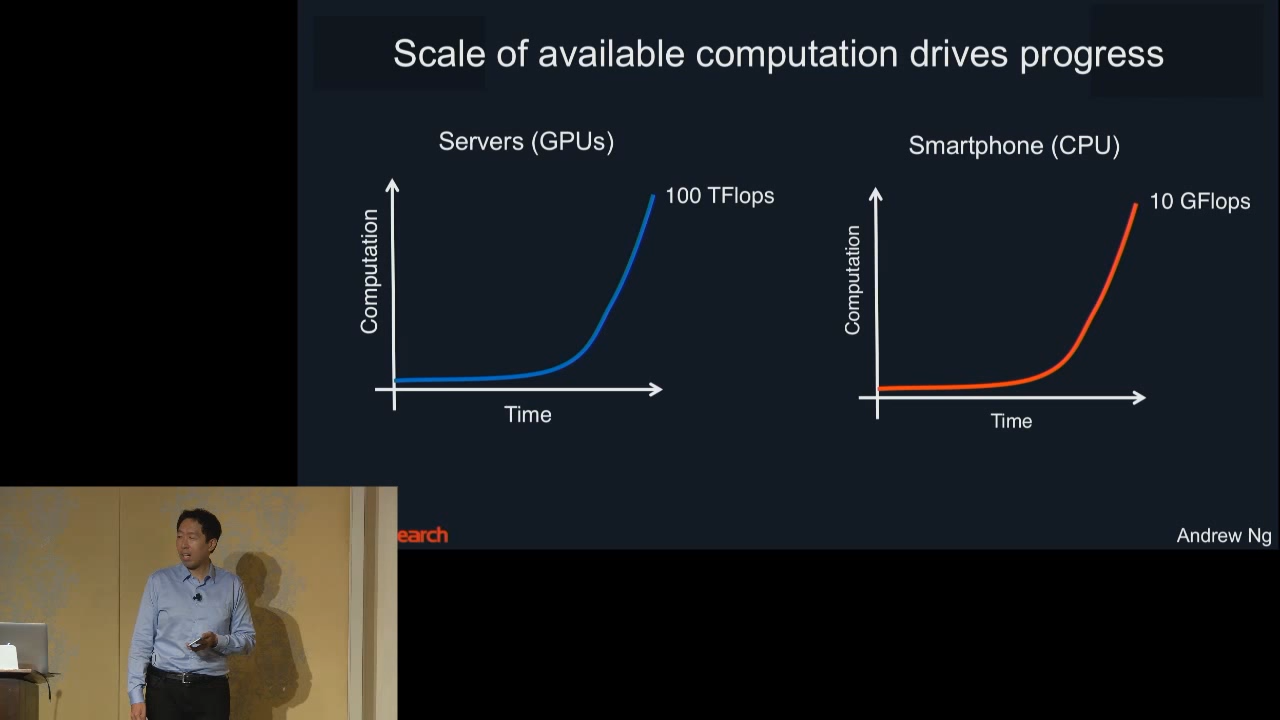 Scale of available computation drives progress
Servers (GPUs)
Computation
100 TFlops
Time
Smartphone (CPU)
Computation
10 GFlops
Time
earch
Andrew Ng